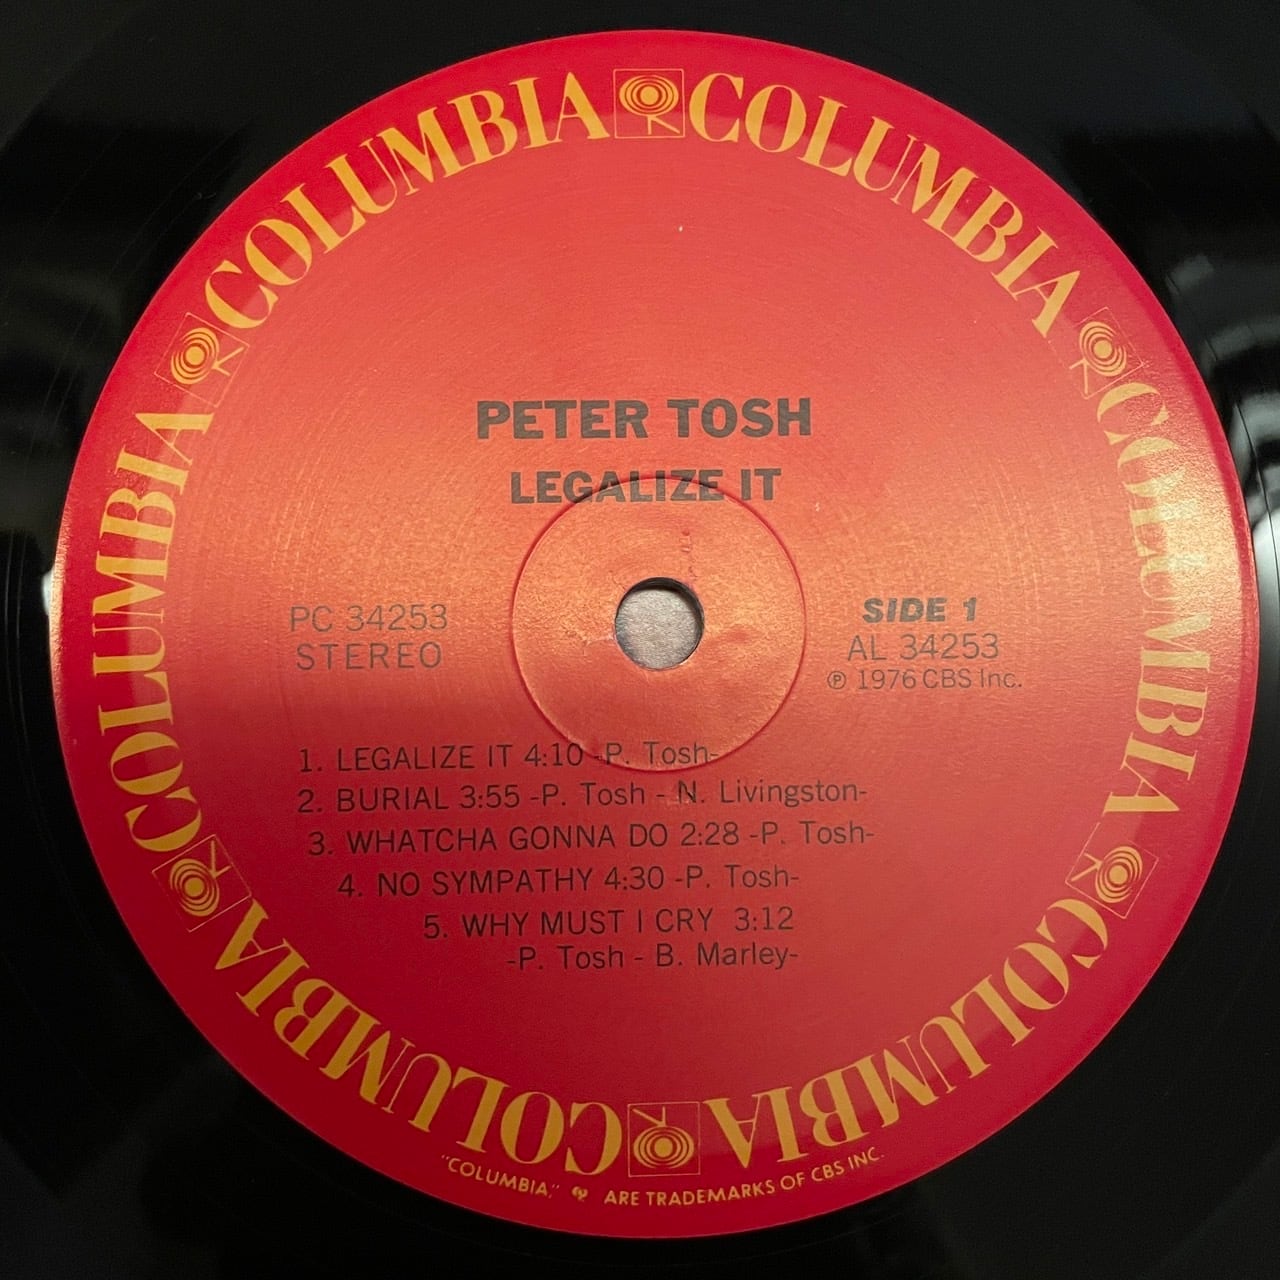 COLUMBIA COLUMBIA COLUMBIA COLUMBIA COLUMBIA COLUMBIA
PETER TOSH
LEGALIZE IT
PC 34253
STEREO
SIDE 1
AL 34253
℗ 1976 CBS Inc.
1. LEGALIZE IT 4:10 -P. Tosh-
2. BURIAL 3:55 -P. Tosh - N. Livingston-
3. WHATCHA GONNA DO 2:28 -P. Tosh-
4. NO SYMPATHY 4:30 -P. Tosh-
5. WHY MUST I CRY 3:12
-P. Tosh - B. Marley-
"COLUMBIA," ARE TRADEMARKS OF CBS INC.